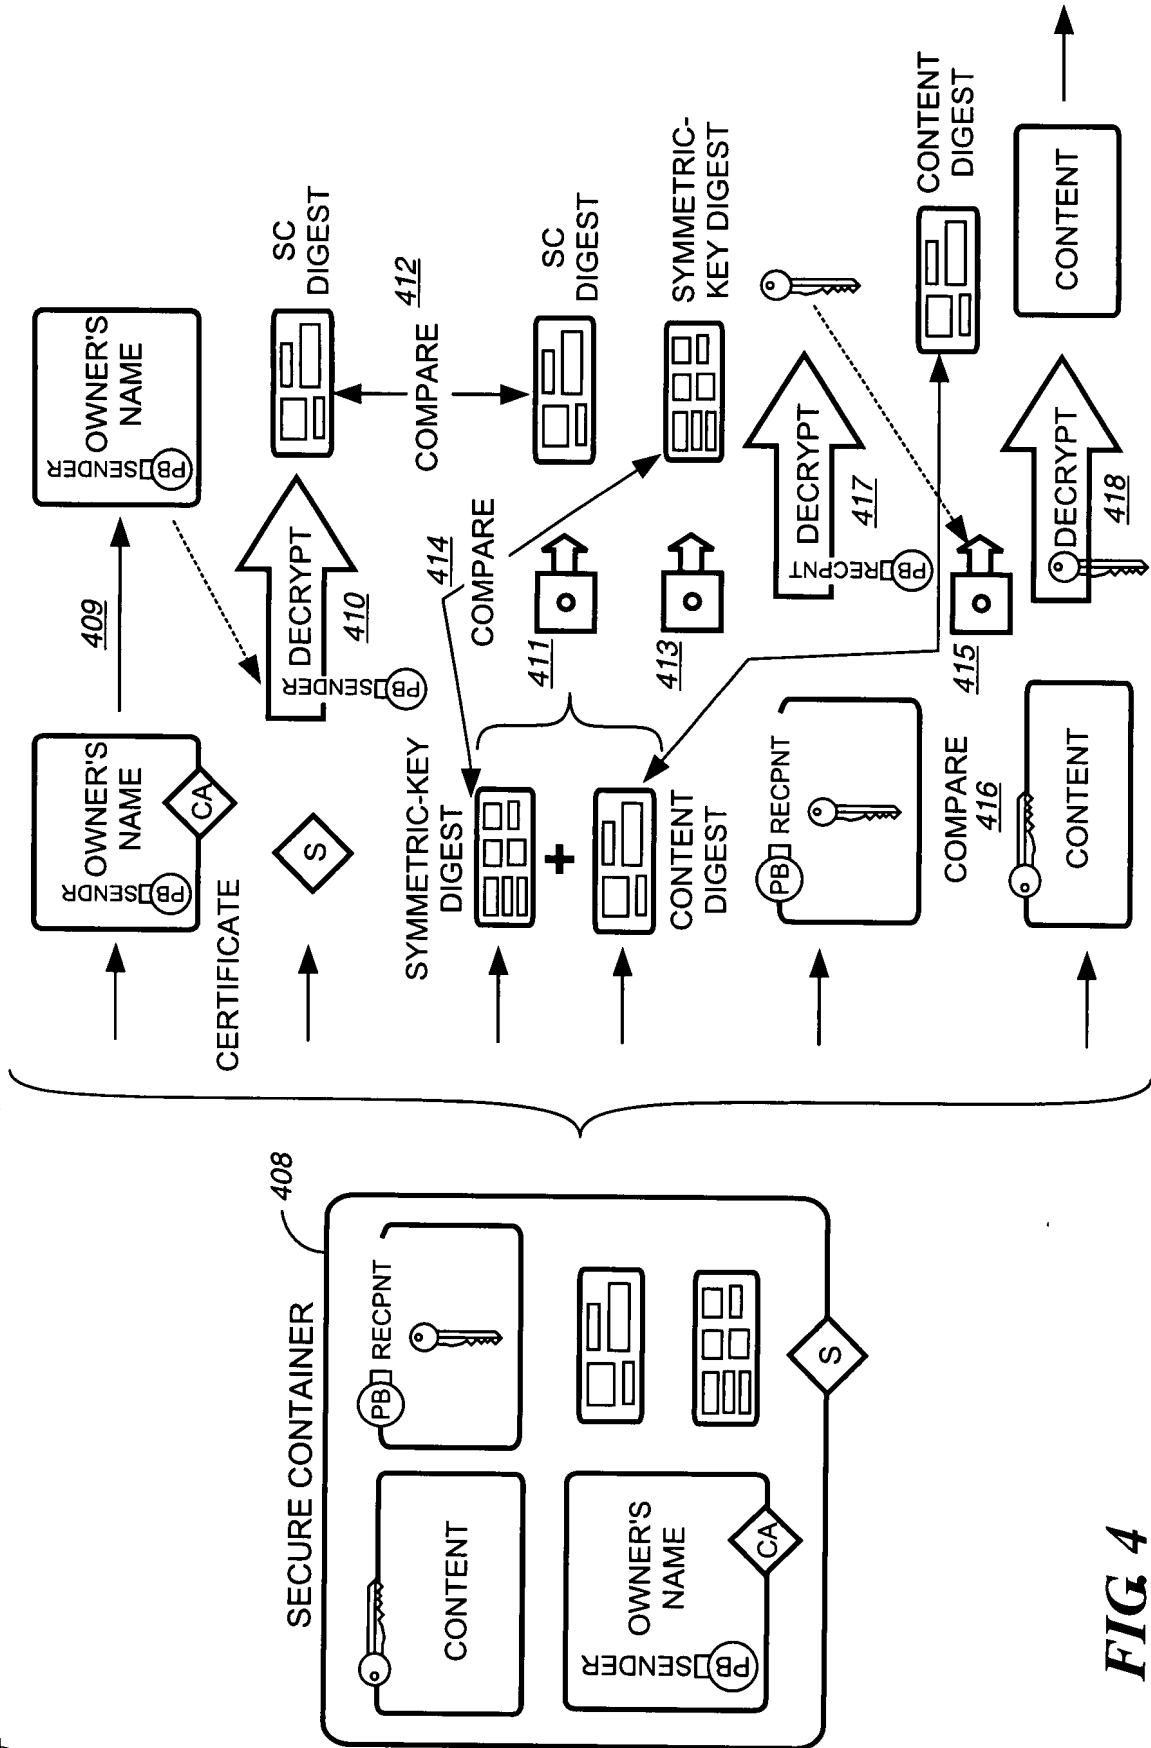 SECURE CONTAINER
408
CONTENT
PB RECPNT
OWNER'S
NAME
SENDER
PB
CA
S
OWNER'S
NAME
SENDR
PB
CA
CERTIFICATE
409
OWNER'S
NAME
SENDER
PB
S
DECRYPT
410
SENDER
PB
SC
DIGEST
COMPARE
412
SYMMETRIC-KEY
DIGEST
+
CONTENT
DIGEST
414
COMPARE
411
413
SC
DIGEST
SYMMETRIC-
KEY DIGEST
PB RECPNT
DECRYPT
417
RECPNT
PB
COMPARE
416
415
CONTENT
DIGEST
CONTENT
DECRYPT
418
CONTENT
FIG. 4